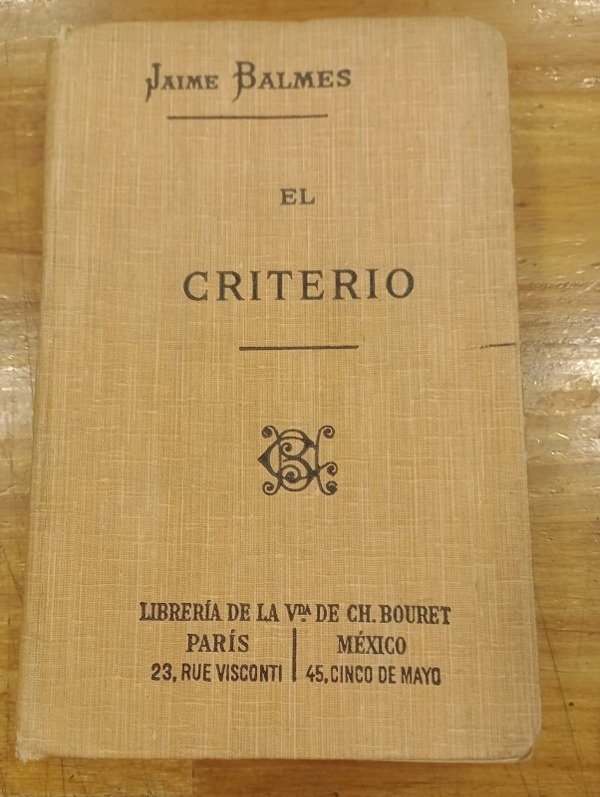 JAIME BALMES
EL
CRITERIO
LIBRERÍA DE LA VDA. DE CH. BOURET
PARÍS | MÉXICO
23, RUE VISCONTI | 45, CINCO DE MAYO